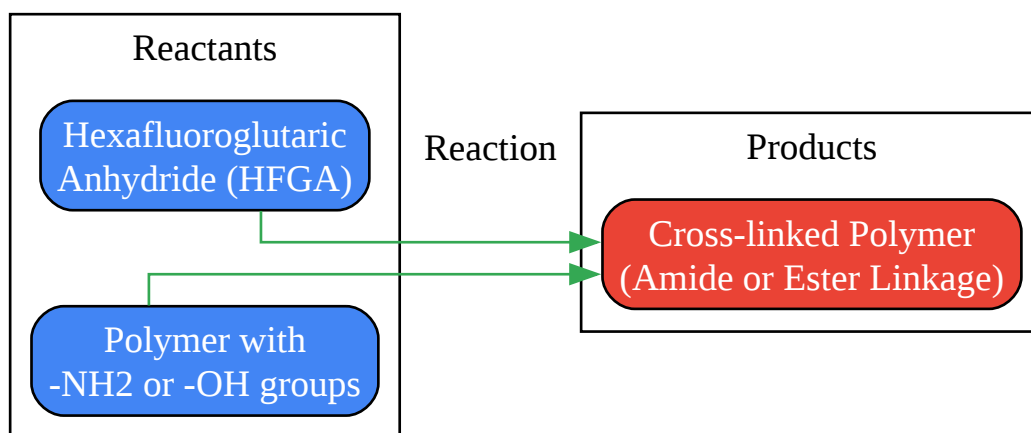 Reactants
Hexafluoroglutaric
Anhydride (HFGA)
Polymer with
-NH2 or -OH groups
Reaction
Products
Cross-linked Polymer
(Amide or Ester Linkage)